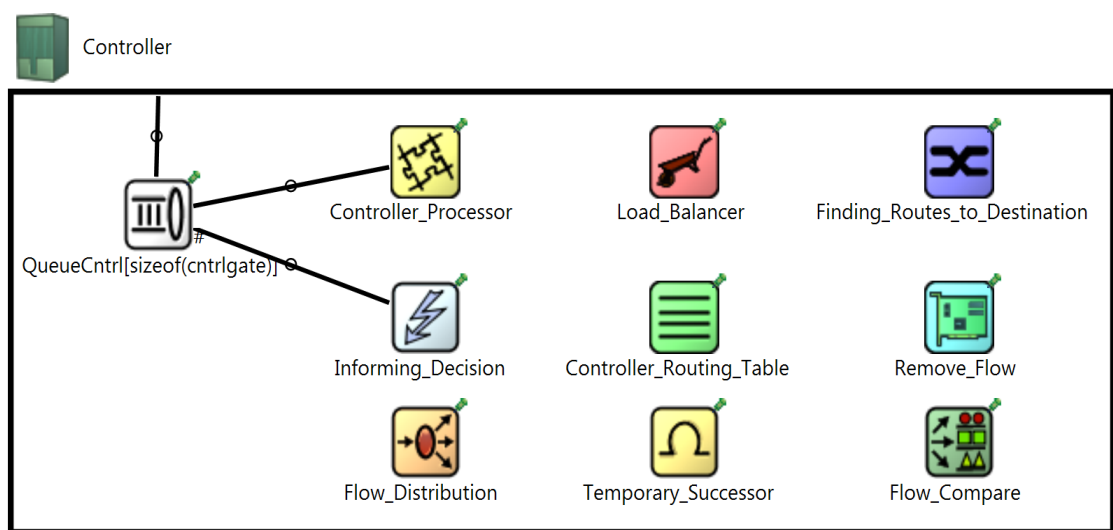 Controller
Controller_Processor
Load_Balancer
Finding_Routes_to_Destination
#
QueueCntrl[sizeof(cntrlgate)]
Informing_Decision
Controller_Routing_Table
Remove_Flow
Flow_Distribution
Temporary_Successor
Flow_Compare